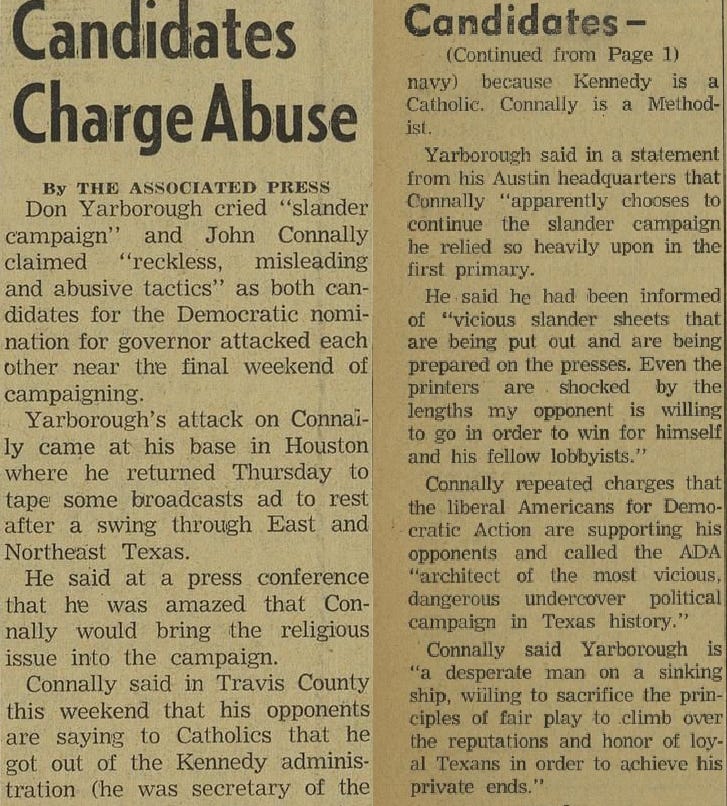 Candidates
Charge Abuse
By THE ASSOCIATED PRESS
Don Yarborough cried "slander
campaign" and John Connally
claimed "reckless, misleading
and abusive tactics" as both can-
didates for the Democratic nomi-
nation for governor attacked each
other near the final weekend of
campaigning.
Yarborough's attack on Connal-
ly came at his base in Houston
where he returned Thursday to
tape some broadcasts ad to rest
after a swing through East and
Northeast Texas.
He said at a press conference
that he was amazed that Con-
nally would bring the religious
issue into the campaign.
Connally said in Travis County
this weekend that his opponents
are saying to Catholics that he
got out of the Kennedy adminis-
tration (he was secretary of the
Candidates—
(Continued from Page 1)
navy) because Kennedy is a
Catholic. Connally is a Method-
ist.
Yarborough said in a statement
from his Austin headquarters that
Connally "apparently chooses to
continue the slander campaign
he relied so heavily upon in the
first primary.
He said he had been informed
of "vicious slander sheets that
are being put out and are being
prepared on the presses. Even the
printers are shocked by the
lengths my opponent is willing
to go in order to win for himself
and his fellow lobbyists."
Connally repeated charges that
the liberal Americans for Demo-
cratic Action are supporting his
opponents and called the ADA
"architect of the most vicious,
dangerous undercover political
campaign in Texas history."
Connally said Yarborough is
"a desperate man on a sinking
ship, willing to sacrifice the prin-
ciples of fair play to climb over
the reputations and honor of loy-
al Texans in order to achieve his
private ends."